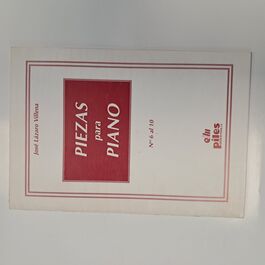 José Lázaro Villena
PIEZAS
para
PIANO
Nº 6 al 10
piles